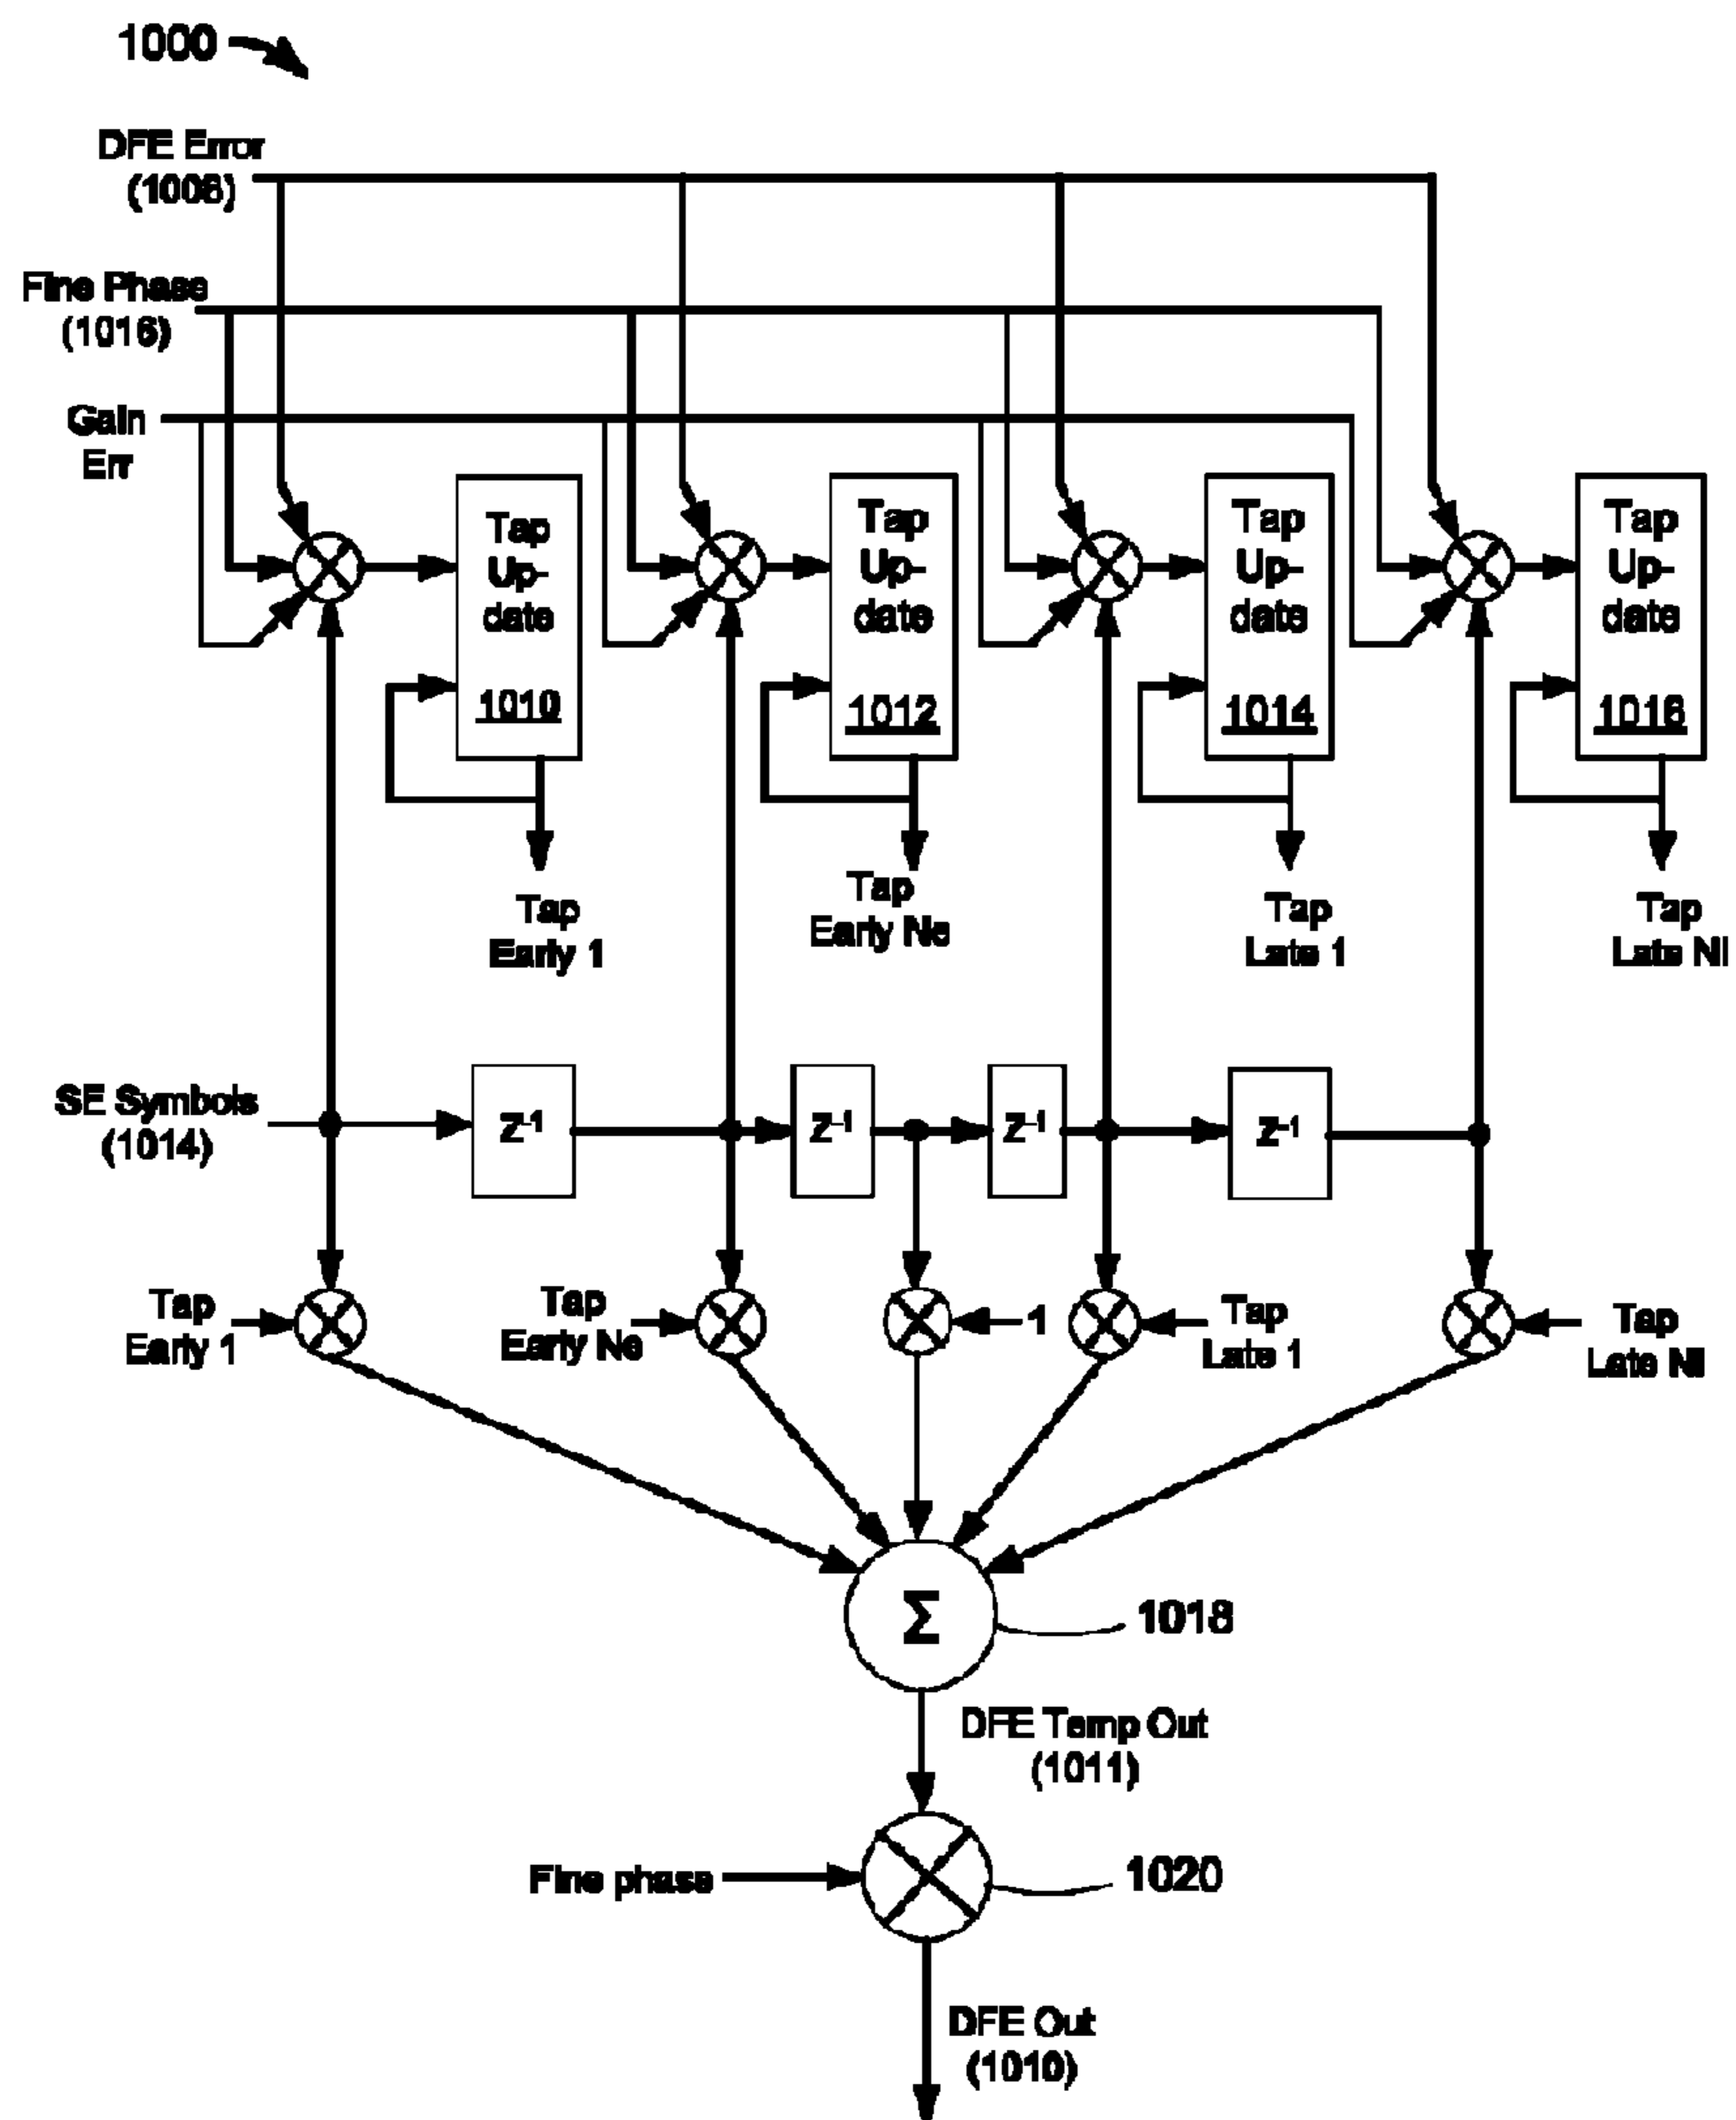 1000
DFE Error
(1006)
Fine Phase
(1016)
Gain
Err
Tap
Up-
date
1010
Tap
Up-
date
1012
Tap
Up-
date
1014
Tap
Up-
date
1016
Tap
Early 1
Tap
Early Ne
Tap
Late 1
Tap
Late Nl
SE Symbols
(1014)
z-1
z-1
z-1
z-1
Tap
Early 1
Tap
Early Ne
1
Tap
Late 1
Tap
Late Nl
Σ
1018
DFE Temp Out
(1011)
Fine phase
1020
DFE Out
(1010)